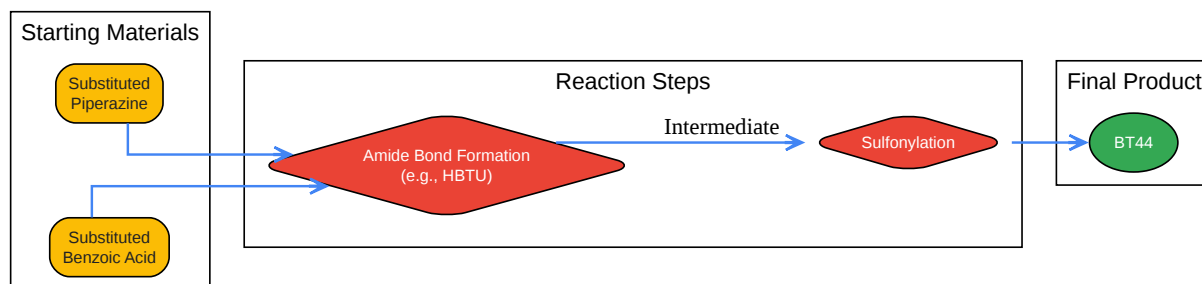 Starting Materials
Substituted
Piperazine
Substituted
Benzoic Acid
Reaction Steps
Amide Bond Formation
(e.g., HBTU)
Intermediate
Sulfonylation
Final Product
BT44